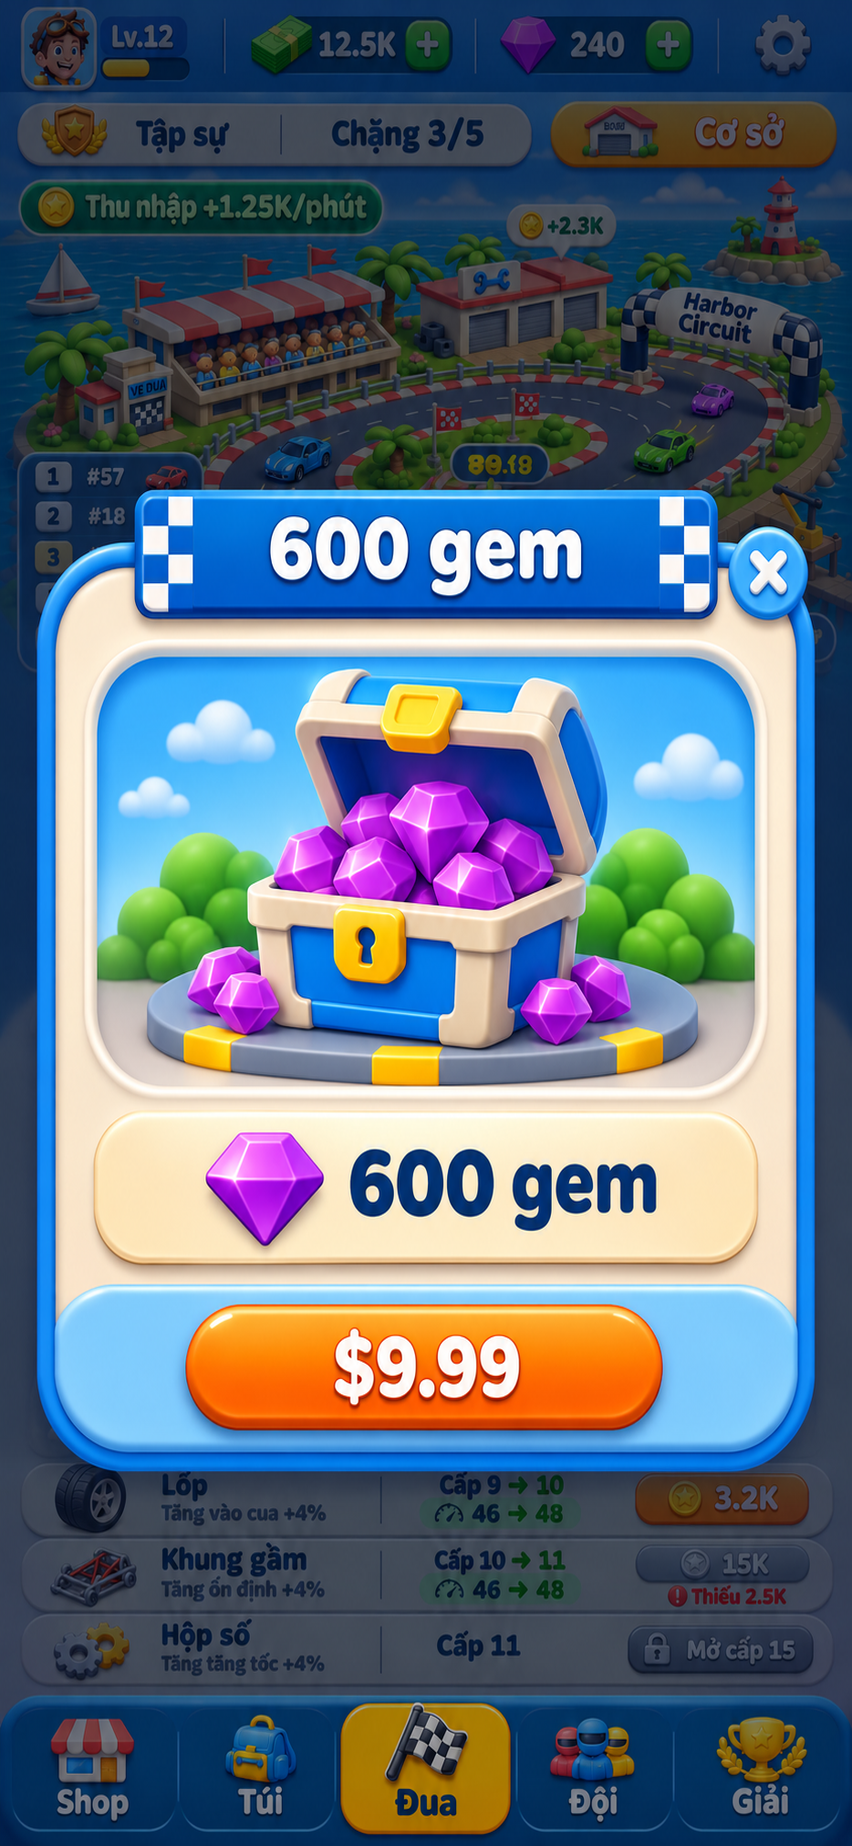 Lv.12
12.5K
240
Tập sự
Chặng 3/5
Cơ sở
Thu nhập +1.25K/phút
+2.3K
Harbor
Circuit
VÉ ĐUA
1 #57
2 #18
3
600 gem
600 gem
$9.99
Lốp
Tăng vào cua +4%
Cấp 9 → 10
46 → 48
3.2K
Khung gầm
Tăng ổn định +4%
Cấp 10 → 11
46 → 48
15K
Thiếu 2.5K
Hộp số
Tăng tăng tốc +4%
Cấp 11
Mở cấp 15
Shop
Túi
Đua
Đội
Giải